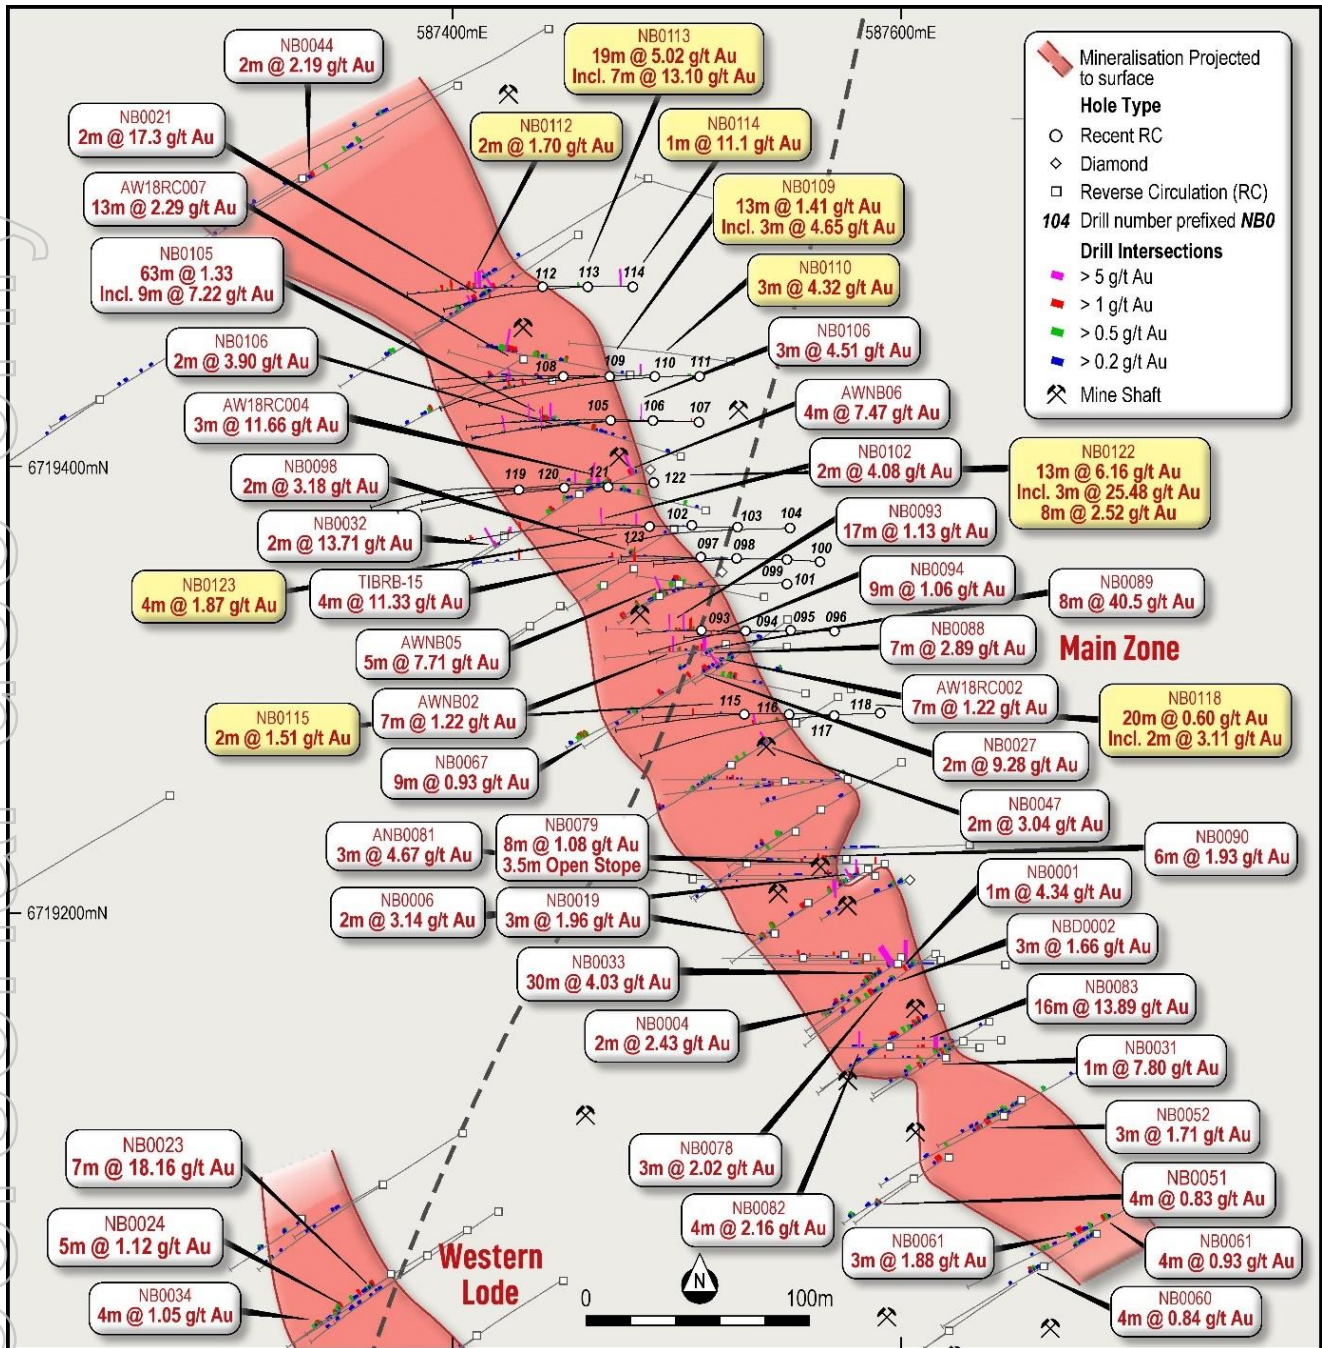 587400mE
587600mE
NB0044
2m @ 2.19 g/t Au
NB0113
19m @ 5.02 g/t Au
Incl. 7m @ 13.10 g/t Au
NB0021
2m @ 17.3 g/t Au
NB0112
2m @ 1.70 g/t Au
NB0114
1m @ 11.1 g/t Au
AW18RC007
13m @ 2.29 g/t Au
NB0109
13m @ 1.41 g/t Au
Incl. 3m @ 4.65 g/t Au
NB0105
63m @ 1.33
Incl. 9m @ 7.22 g/t Au
NB0110
3m @ 4.32 g/t Au
NB0106
2m @ 3.90 g/t Au
NB0106
3m @ 4.51 g/t Au
AW18RC004
3m @ 11.66 g/t Au
AWNB06
4m @ 7.47 g/t Au
6719400mN
NB0098
2m @ 3.18 g/t Au
NB0102
2m @ 4.08 g/t Au
NB0122
13m @ 6.16 g/t Au
Incl. 3m @ 25.48 g/t Au
8m @ 2.52 g/t Au
NB0032
2m @ 13.71 g/t Au
NB0093
17m @ 1.13 g/t Au
NB0123
4m @ 1.87 g/t Au
TIBRB-15
4m @ 11.33 g/t Au
NB0094
9m @ 1.06 g/t Au
NB0089
8m @ 40.5 g/t Au
AWNB05
5m @ 7.71 g/t Au
NB0088
7m @ 2.89 g/t Au
Main Zone
AWNB02
7m @ 1.22 g/t Au
AW18RC002
7m @ 1.22 g/t Au
NB0115
2m @ 1.51 g/t Au
NB0118
20m @ 0.60 g/t Au
Incl. 2m @ 3.11 g/t Au
NB0067
9m @ 0.93 g/t Au
NB0027
2m @ 9.28 g/t Au
NB0047
2m @ 3.04 g/t Au
ANB0081
3m @ 4.67 g/t Au
NB0079
8m @ 1.08 g/t Au
3.5m Open Stope
NB0090
6m @ 1.93 g/t Au
NB0001
1m @ 4.34 g/t Au
6719200mN
NB0006
2m @ 3.14 g/t Au
NB0019
3m @ 1.96 g/t Au
NBD0002
3m @ 1.66 g/t Au
NB0033
30m @ 4.03 g/t Au
NB0083
16m @ 13.89 g/t Au
NB0004
2m @ 2.43 g/t Au
NB0031
1m @ 7.80 g/t Au
NB0052
3m @ 1.71 g/t Au
NB0078
3m @ 2.02 g/t Au
NB0023
7m @ 18.16 g/t Au
NB0051
4m @ 0.83 g/t Au
NB0082
4m @ 2.16 g/t Au
NB0024
5m @ 1.12 g/t Au
NB0061
3m @ 1.88 g/t Au
NB0061
4m @ 0.93 g/t Au
Western
Lode
NB0034
4m @ 1.05 g/t Au
NB0060
4m @ 0.84 g/t Au
N
0 100m
112 113 114
108 109 110 111
105 106 107
119 120 121 122
102 103 104
123 097 098 100
099 101
093 094 095 096
115 116 118
117
Mineralisation Projected
to surface
Hole Type
Recent RC
Diamond
Reverse Circulation (RC)
104 Drill number prefixed NB0
Drill Intersections
> 5 g/t Au
> 1 g/t Au
> 0.5 g/t Au
> 0.2 g/t Au
Mine Shaft